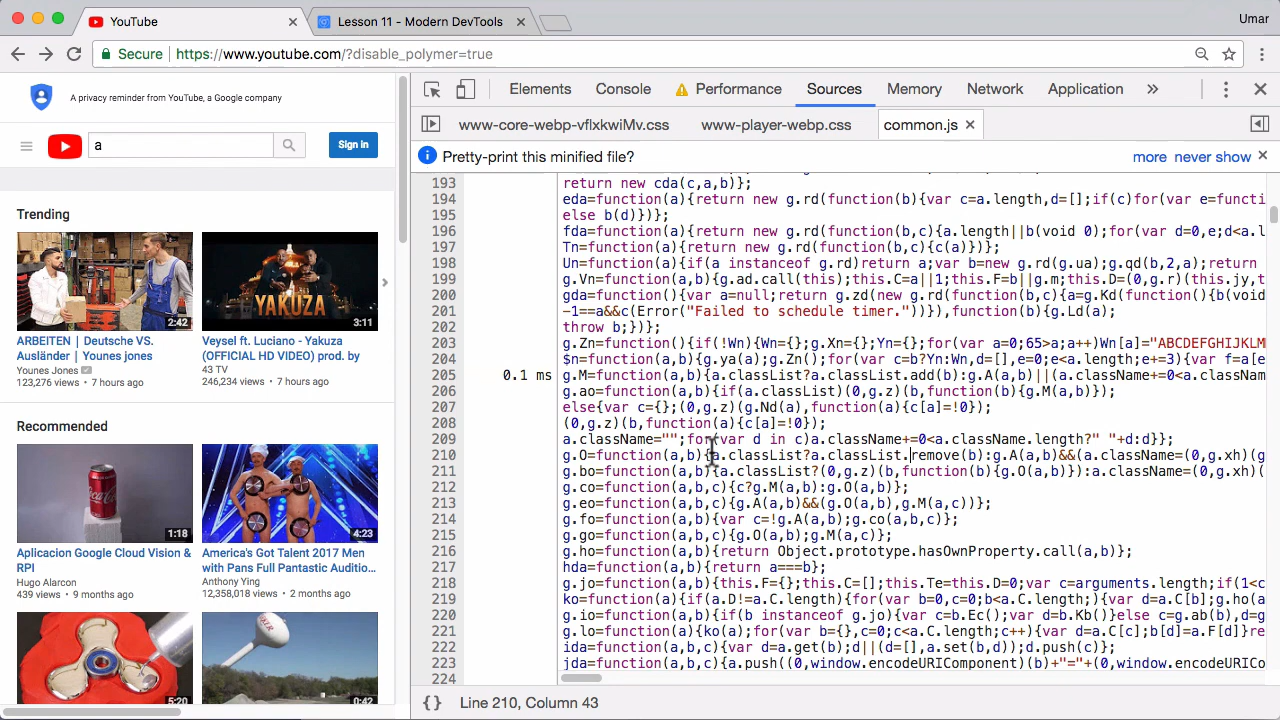 YouTube
Lesson 11 - Modern DevTools
Umar
Secure
https://www.youtube.com/?disable_polymer=true
A privacy reminder from YouTube, a Google company
a
Sign in
Trending
2:42
YAKUZA
3:11
ARBEITEN | Deutsche VS.
Ausländer | Younes jones
Younes Jones
123,276 views • 7 hours ago
Veysel ft. Luciano - Yakuza
(OFFICIAL HD VIDEO) prod. by
43 TV
246,234 views • 7 hours ago
Recommended
1:18
4:23
Aplicacion Google Cloud Vision &
RPI
Hugo Alarcon
439 views • 9 months ago
America's Got Talent 2017 Men
with Pans Full Pantastic Auditio...
Anthony Ying
12,358,018 views • 2 months ago
5:20
0:42
Elements
Console
Performance
Sources
Memory
Network
Application
»
www-core-webp-vflxkwiMv.css
www-player-webp.css
common.js
Pretty-print this minified file?
more
never show
193 return new cda(c,a,b)};
194 eda=function(a){return new g.rd(function(b){var c=a.length,d=[];if(c)for(var e=functi
195 else b(d)})};
196 fda=function(a){return new g.rd(function(b,c){a.length||b(void 0);for(var d=0,e;d<a.l
197 Tn=function(a){return new g.rd(function(b,c){c(a)})};
198 Un=function(a){if(a instanceof g.rd)return a;var b=new g.rd(g.ua);g.qd(b,2,a);return
199 g.Vn=function(a,b){g.ad.call(this);this.C=a||1;this.F=b||g.m;this.D=(0,g.r)(this.jy,t
200 gda=function(){var a=null;return g.zd(new g.rd(function(b,c){a=g.Kd(function(){b(void
201 -1==a&&c(Error("Failed to schedule timer."))}),function(b){g.Ld(a);
202 throw b;})};
203 g.Zn=function(){if(!Wn){Wn={};g.Xn={};Yn={};for(var a=0;65>a;a++)Wn[a]="ABCDEFGHIJKLM
204 $n=function(a,b){g.ya(a);g.Zn();for(var c=b?Yn:Wn,d=[],e=0;e<a.length;e+=3){var f=a[e
205 0.1 ms g.M=function(a,b){a.classList?a.classList.add(b):g.A(a,b)||(a.className+=0<a.classNam
206 g.ao=function(a,b){if(a.classList)(0,g.z)(b,function(b){g.M(a,b)});
207 else{var c={};(0,g.z)(g.Nd(a),function(a){c[a]=!0});
208 (0,g.z)(b,function(a){c[a]=!0});
209 a.className="";for(var d in c)a.className+=0<a.className.length?" "+d:d}};
210 g.O=function(a,b){a.classList?a.classList.remove(b):g.A(a,b)&&(a.className=(0,g.xh)(g
211 g.bo=function(a,b){a.classList?(0,g.z)(b,function(b){g.O(a,b)}):a.className=(0,g.xh)(
212 g.co=function(a,b,c){c?g.M(a,b):g.O(a,b)};
213 g.eo=function(a,b,c){g.A(a,b)&&(g.O(a,b),g.M(a,c))};
214 g.fo=function(a,b){var c=!g.A(a,b);g.co(a,b,c)};
215 g.go=function(a,b,c){g.O(a,b);g.M(a,c)};
216 g.ho=function(a,b){return Object.prototype.hasOwnProperty.call(a,b)};
217 hda=function(a,b){return a===b};
218 g.jo=function(a,b){this.F={};this.C=[];this.Te=this.D=0;var c=arguments.length;if(1<c
219 ko=function(a){if(a.D!=a.C.length){for(var b=0,c=0;b<a.C.length;){var d=a.C[b];g.ho(a
220 g.io=function(a,b){if(b instanceof g.jo){var c=b.Ec();var d=b.Kb()}else c=g.ab(b),d=g
221 g.lo=function(a){ko(a);for(var b={},c=0;c<a.C.length;c++){var d=a.C[c];b[d]=a.F[d]}re
222 ida=function(a,b,c){var d=a.get(b);d||(d=[],a.set(b,d));d.push(c)};
223 jda=function(a,b,c){a.push((0,window.encodeURIComponent)(b)+"="+(0,window.encodeURICo
224
{} Line 210, Column 43